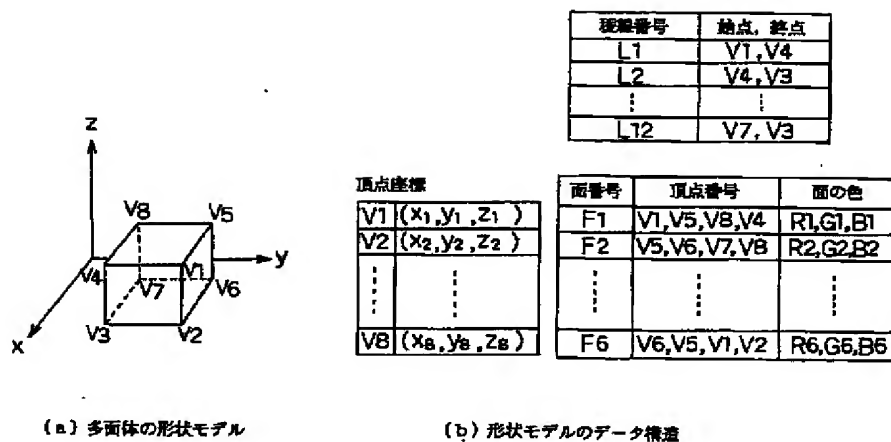 稜線番号 始点，終点
L1 V1,V4
L2 V4,V3
L12 V7,V3
z
V8 V5
V4 V1 y
V7 V6
V3 V2
x
頂点座標
V1 (x1,y1,z1)
V2 (x2,y2,z2)
V8 (x8,y8,z8)
面番号 頂点番号 面の色
F1 V1,V5,V8,V4 R1,G1,B1
F2 V5,V6,V7,V8 R2,G2,B2
F6 V6,V5,V1,V2 R6,G6,B6
(a) 多面体の形状モデル
(b) 形状モデルのデータ構造